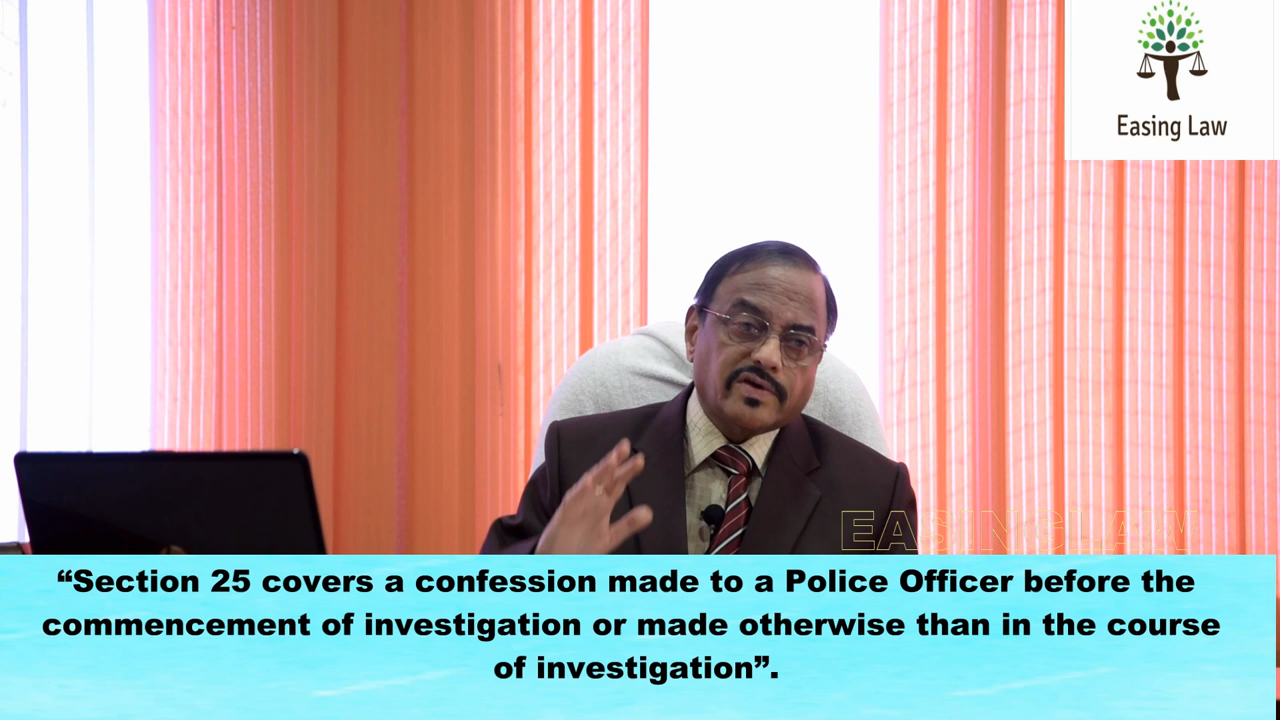 Easing Law
EASINGLAW
“Section 25 covers a confession made to a Police Officer before the
commencement of investigation or made otherwise than in the course
of investigation”.